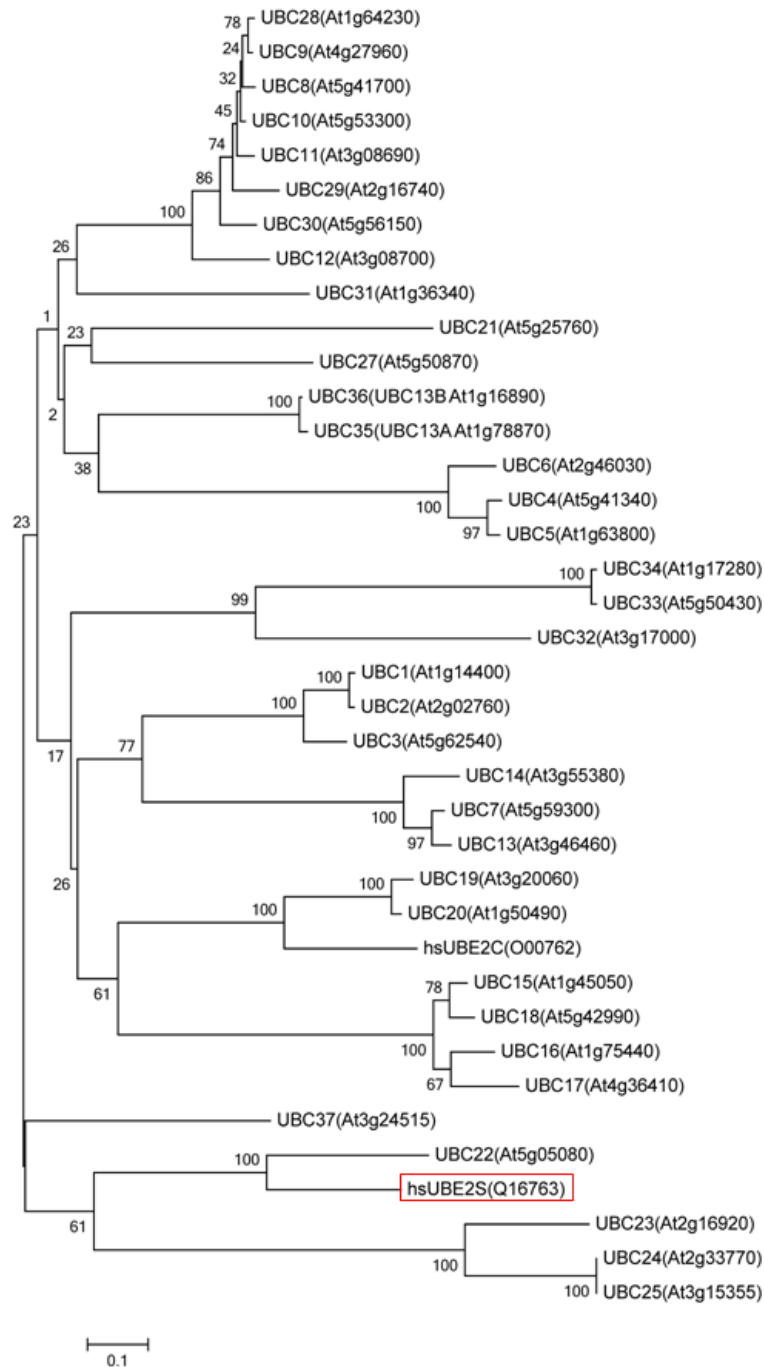 78
UBC28(At1g64230)
24
UBC9(At4g27960)
32
UBC8(At5g41700)
45
UBC10(At5g53300)
74
UBC11(At3g08690)
86
UBC29(At2g16740)
100
UBC30(At5g56150)
26
UBC12(At3g08700)
UBC31(At1g36340)
1
23
UBC21(At5g25760)
UBC27(At5g50870)
2
100
UBC36(UBC13B At1g16890)
UBC35(UBC13A At1g78870)
38
UBC6(At2g46030)
100
UBC4(At5g41340)
23
97
UBC5(At1g63800)
100
UBC34(At1g17280)
99
UBC33(At5g50430)
UBC32(At3g17000)
100
UBC1(At1g14400)
100
UBC2(At2g02760)
77
UBC3(At5g62540)
17
UBC14(At3g55380)
100
UBC7(At5g59300)
97
UBC13(At3g46460)
26
100
UBC19(At3g20060)
100
UBC20(At1g50490)
hsUBE2C(O00762)
61
78
UBC15(At1g45050)
UBC18(At5g42990)
100
UBC16(At1g75440)
67
UBC17(At4g36410)
UBC37(At3g24515)
100
UBC22(At5g05080)
hsUBE2S(Q16763)
61
UBC23(At2g16920)
100
UBC24(At2g33770)
100
UBC25(At3g15355)
0.1